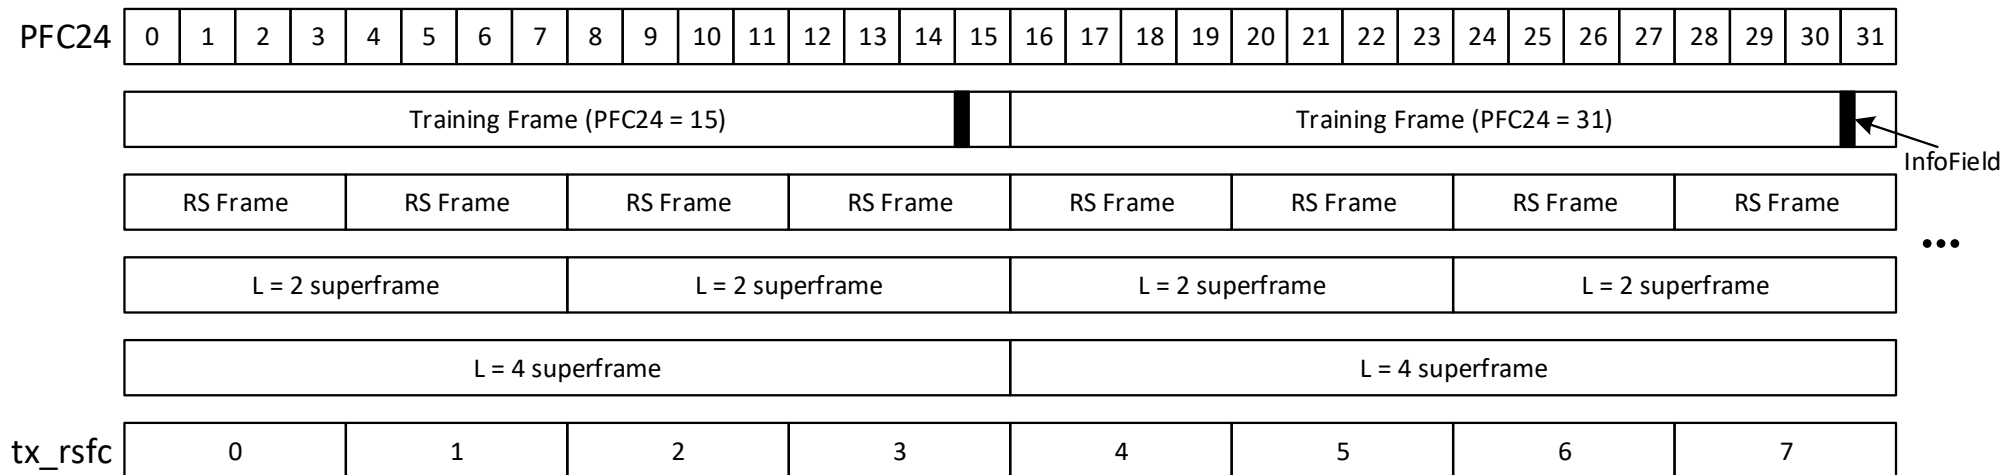 PFC24 0 1 2 3 4 5 6 7 8 9 10 11 12 13 14 15 16 17 18 19 20 21 22 23 24 25 26 27 28 29 30 31
Training Frame (PFC24 = 15) Training Frame (PFC24 = 31)
InfoField
RS Frame RS Frame RS Frame RS Frame RS Frame RS Frame RS Frame RS Frame
•••
L = 2 superframe L = 2 superframe L = 2 superframe L = 2 superframe
L = 4 superframe L = 4 superframe
tx_rsfc 0 1 2 3 4 5 6 7